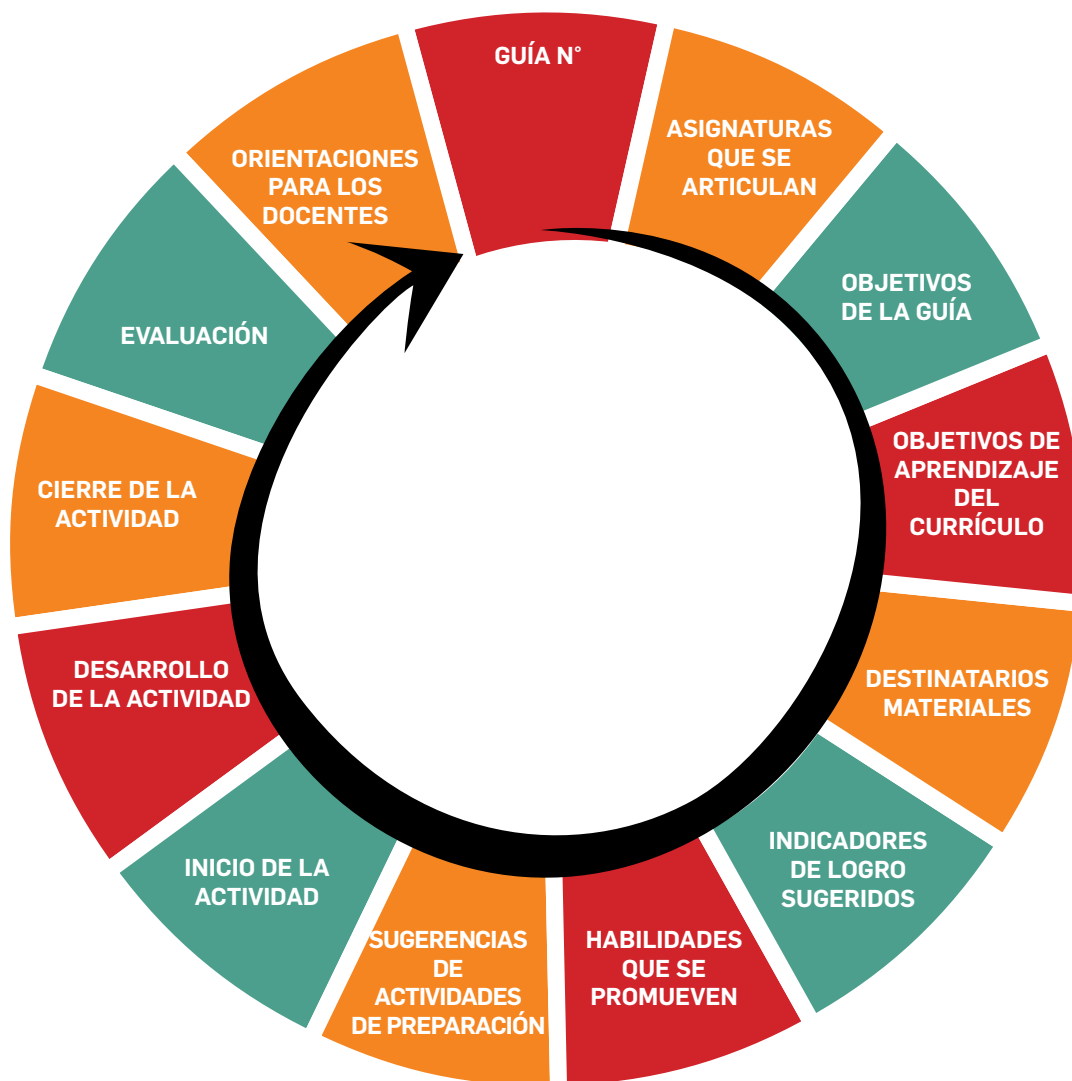 GUÍA N°
ASIGNATURAS
QUE SE
ARTICULAN
OBJETIVOS
DE LA GUÍA
OBJETIVOS DE
APRENDIZAJE
DEL
CURRÍCULO
DESTINATARIOS
MATERIALES
INDICADORES
DE LOGRO
SUGERIDOS
HABILIDADES
QUE SE
PROMUEVEN
SUGERENCIAS
DE
ACTIVIDADES
DE PREPARACIÓN
INICIO DE LA
ACTIVIDAD
DESARROLLO
DE LA ACTIVIDAD
CIERRE DE LA
ACTIVIDAD
EVALUACIÓN
ORIENTACIONES
PARA LOS
DOCENTES